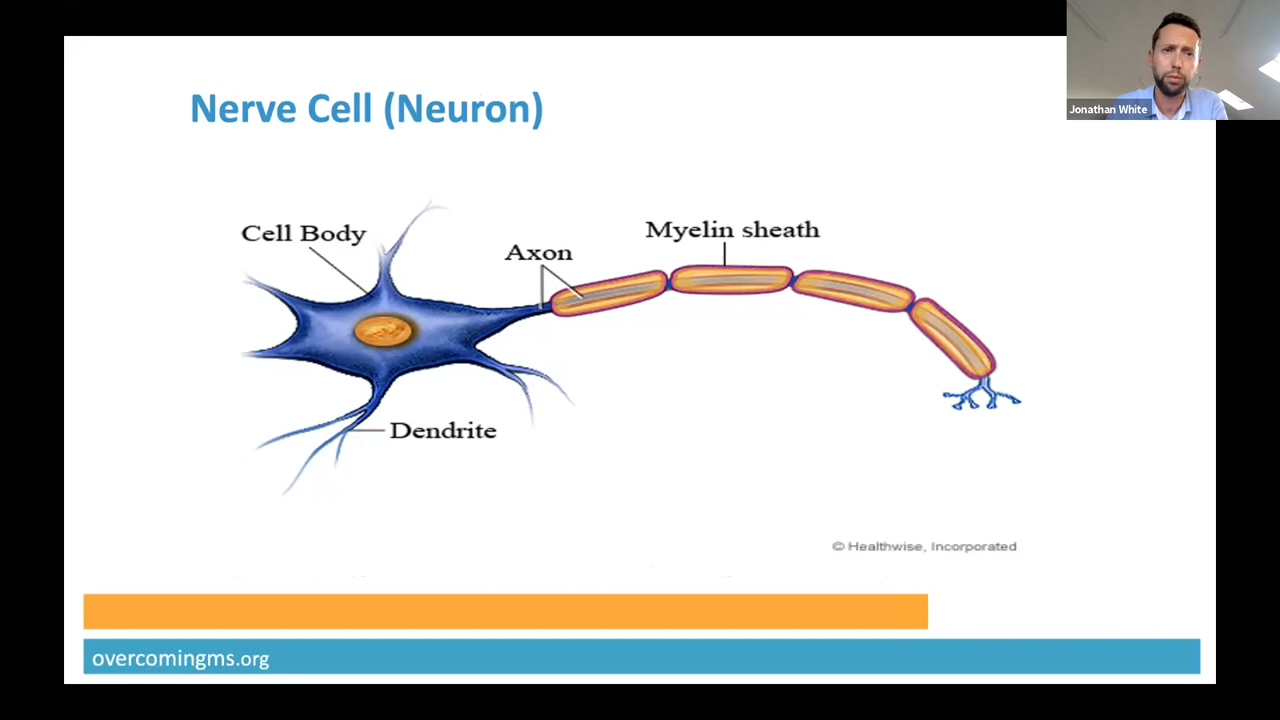 Nerve Cell (Neuron)
Jonathan White
Cell Body
Axon
Myelin sheath
Dendrite
© Healthwise, Incorporated
overcomingms.org